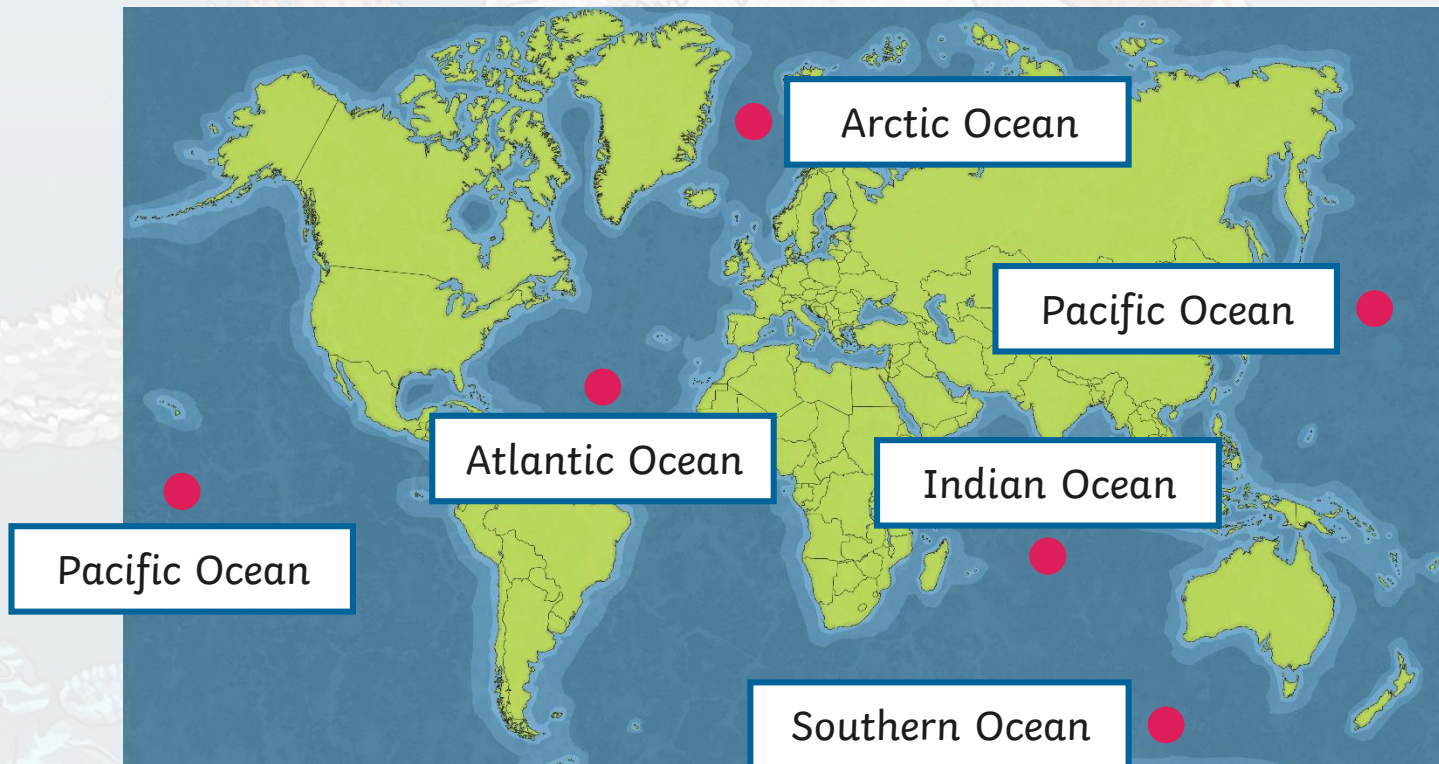 Arctic Ocean
Pacific Ocean
Atlantic Ocean
Indian Ocean
Pacific Ocean
Southern Ocean